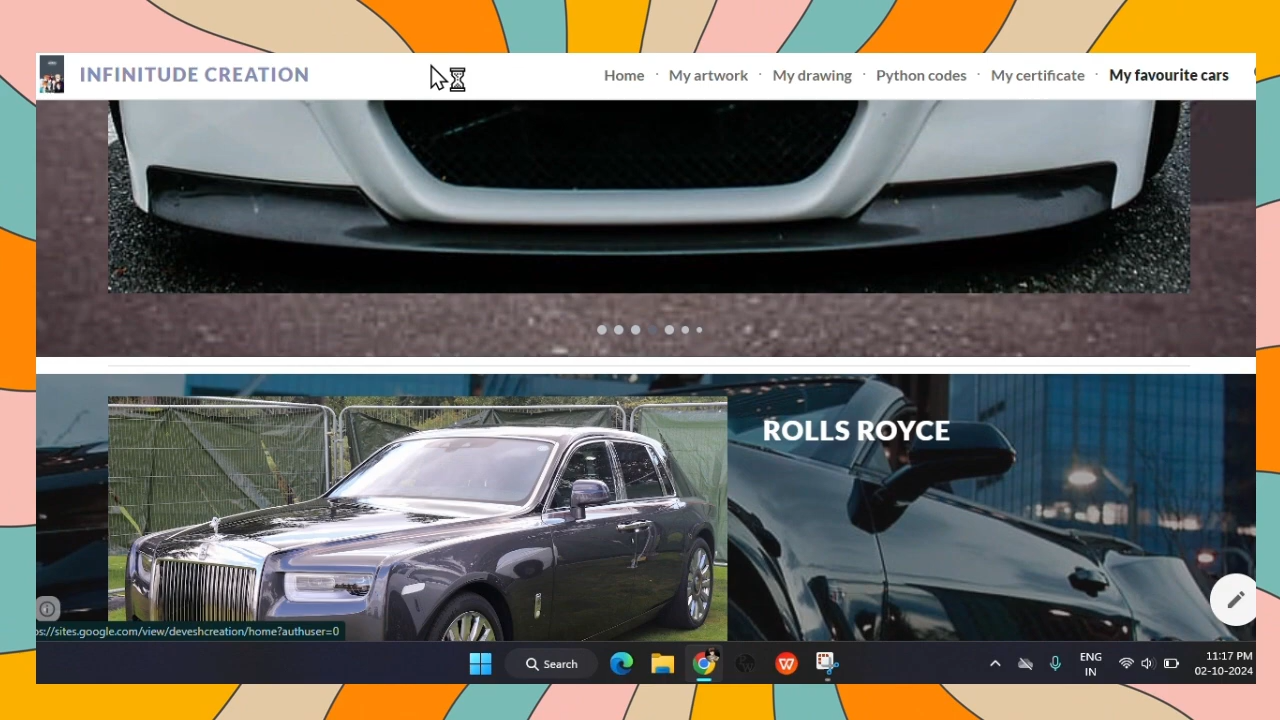 INFINITUDE CREATION
Home · My artwork · My drawing · Python codes · My certificate · My favourite cars
ROLLS ROYCE
ps://sites.google.com/view/deveshcreation/home?authuser=0
Search
ENG
IN
11:17 PM
02-10-2024